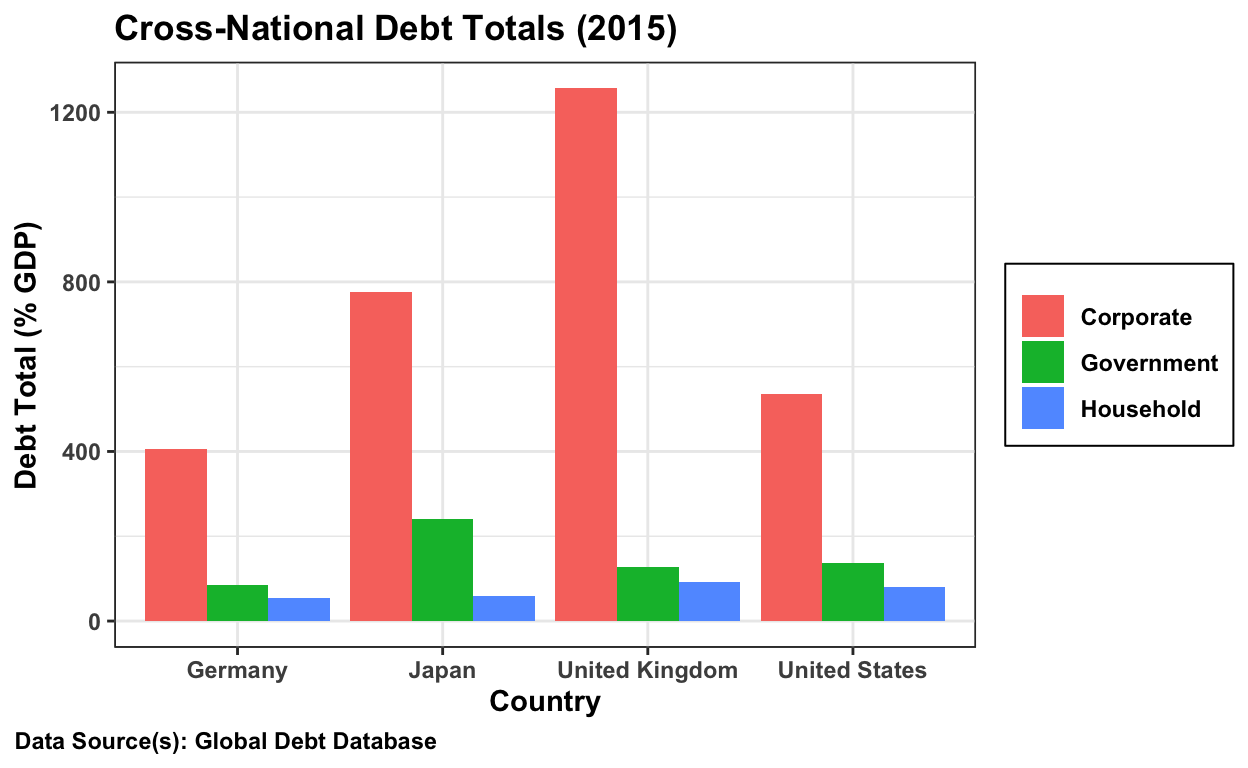 Cross-National Debt Totals (2015)
Debt Total (% GDP)
1200
800
400
0
Germany
Japan
United Kingdom
United States
Country
Corporate
Government
Household
Data Source(s): Global Debt Database